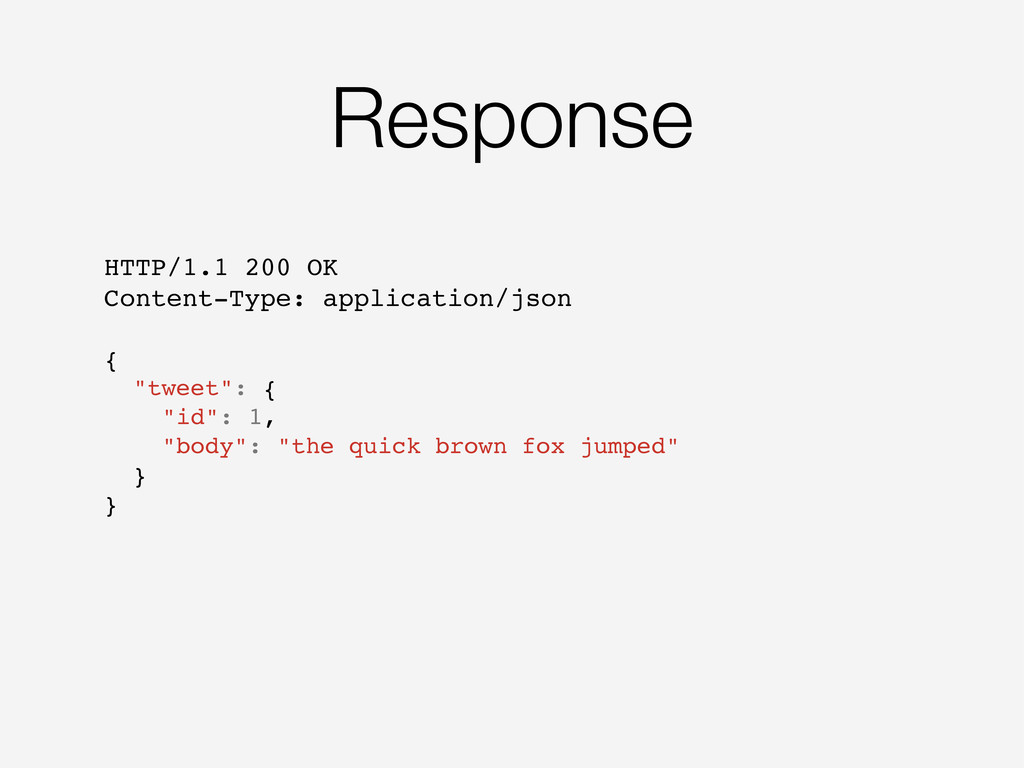 Response
HTTP/1.1 200 OK
Content-Type: application/json
{
"tweet": {
"id": 1,
"body": "the quick brown fox jumped"
}
}